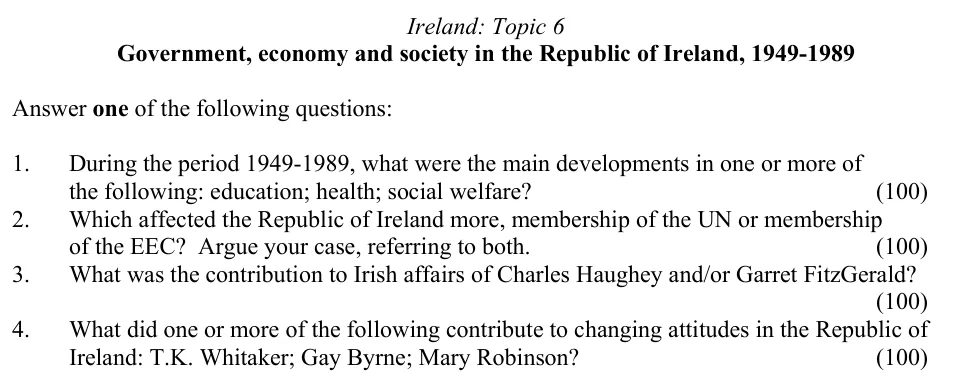 Ireland: Topic 6
Government, economy and society in the Republic of Ireland, 1949-1989
Answer one of the following questions:
1. During the period 1949-1989, what were the main developments in one or more of
the following: education; health; social welfare? (100)
2. Which affected the Republic of Ireland more, membership of the UN or membership
of the EEC? Argue your case, referring to both. (100)
3. What was the contribution to Irish affairs of Charles Haughey and/or Garret FitzGerald?
(100)
4. What did one or more of the following contribute to changing attitudes in the Republic of
Ireland: T.K. Whitaker; Gay Byrne; Mary Robinson? (100)